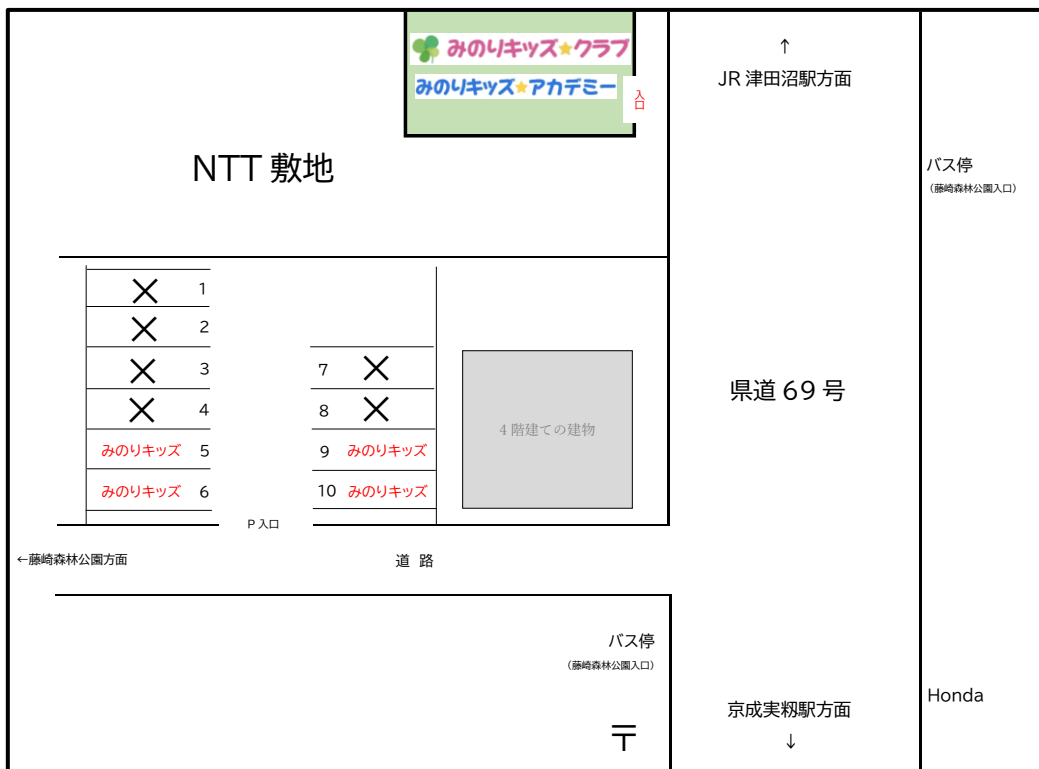 みのりキッズ★クラブ
みのりキッズ★アカデミー
入口
↑
JR 津田沼駅方面
NTT 敷地
バス停
(藤崎森林公園入口)
× 1
× 2
× 3
× 4
みのりキッズ 5
みのりキッズ 6
7 ×
8 ×
9 みのりキッズ
10 みのりキッズ
4 階建ての建物
県道 69 号
P 入口
←藤崎森林公園方面
道 路
バス停
(藤崎森林公園入口)
〒
京成実籾駅方面
↓
Honda